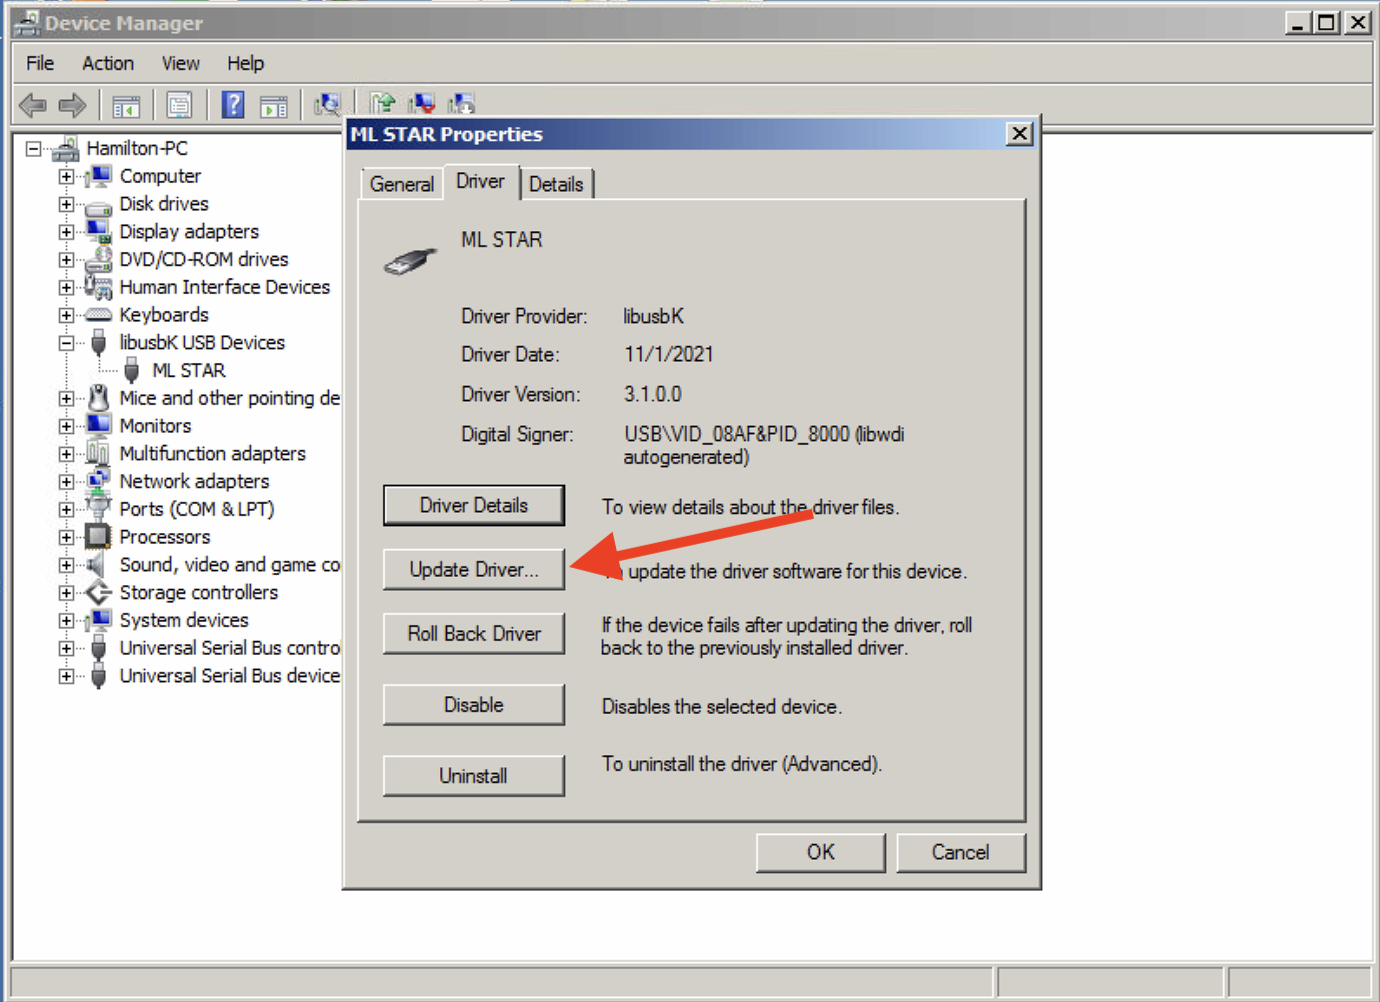 Device Manager
File Action View Help
ML STAR Properties
Hamilton-PC
Computer
Disk drives
Display adapters
DVD/CD-ROM drives
Human Interface Devices
Keyboards
libusbK USB Devices
ML STAR
Mice and other pointing de
Monitors
Multifunction adapters
Network adapters
Ports (COM & LPT)
Processors
Sound, video and game co
Storage controllers
System devices
Universal Serial Bus contro
Universal Serial Bus device
General Driver Details
ML STAR
Driver Provider: libusbK
Driver Date: 11/1/2021
Driver Version: 3.1.0.0
Digital Signer: USB\VID_08AF&PID_8000 (libwdi
autogenerated)
Driver Details To view details about the driver files.
Update Driver... update the driver software for this device.
Roll Back Driver If the device fails after updating the driver, roll
back to the previously installed driver.
Disable Disables the selected device.
Uninstall To uninstall the driver (Advanced).
OK Cancel